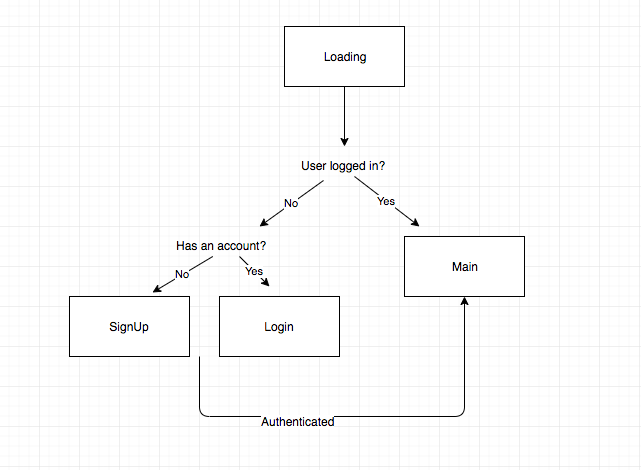 Loading
User logged in?
No
Yes
Has an account?
Main
No
Yes
SignUp
Login
Authenticated